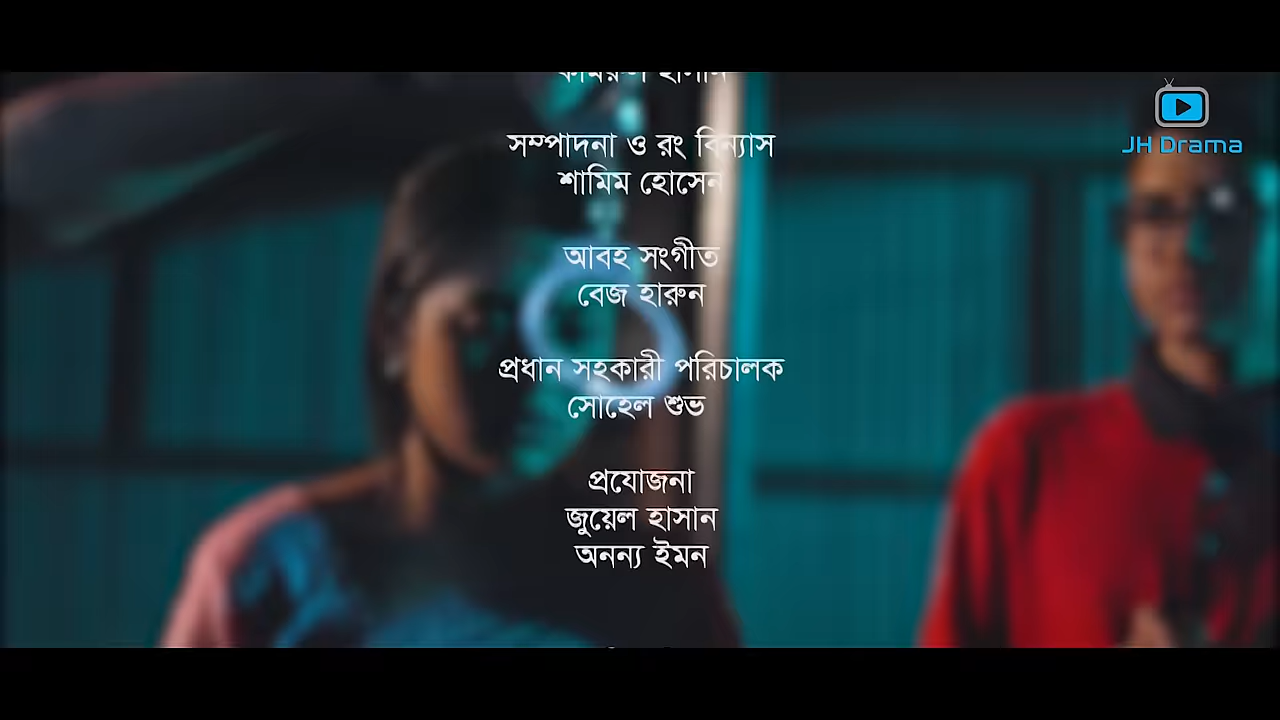 সম্পাদনা ও রং বিন্যাস
শামিম হোসেন
আবহ সংগীত
বেজ হারুন
প্রধান সহকারী পরিচালক
সোহেল শুভ
প্রযোজনা
জুয়েল হাসান
অনন্য ইমন
JH Drama